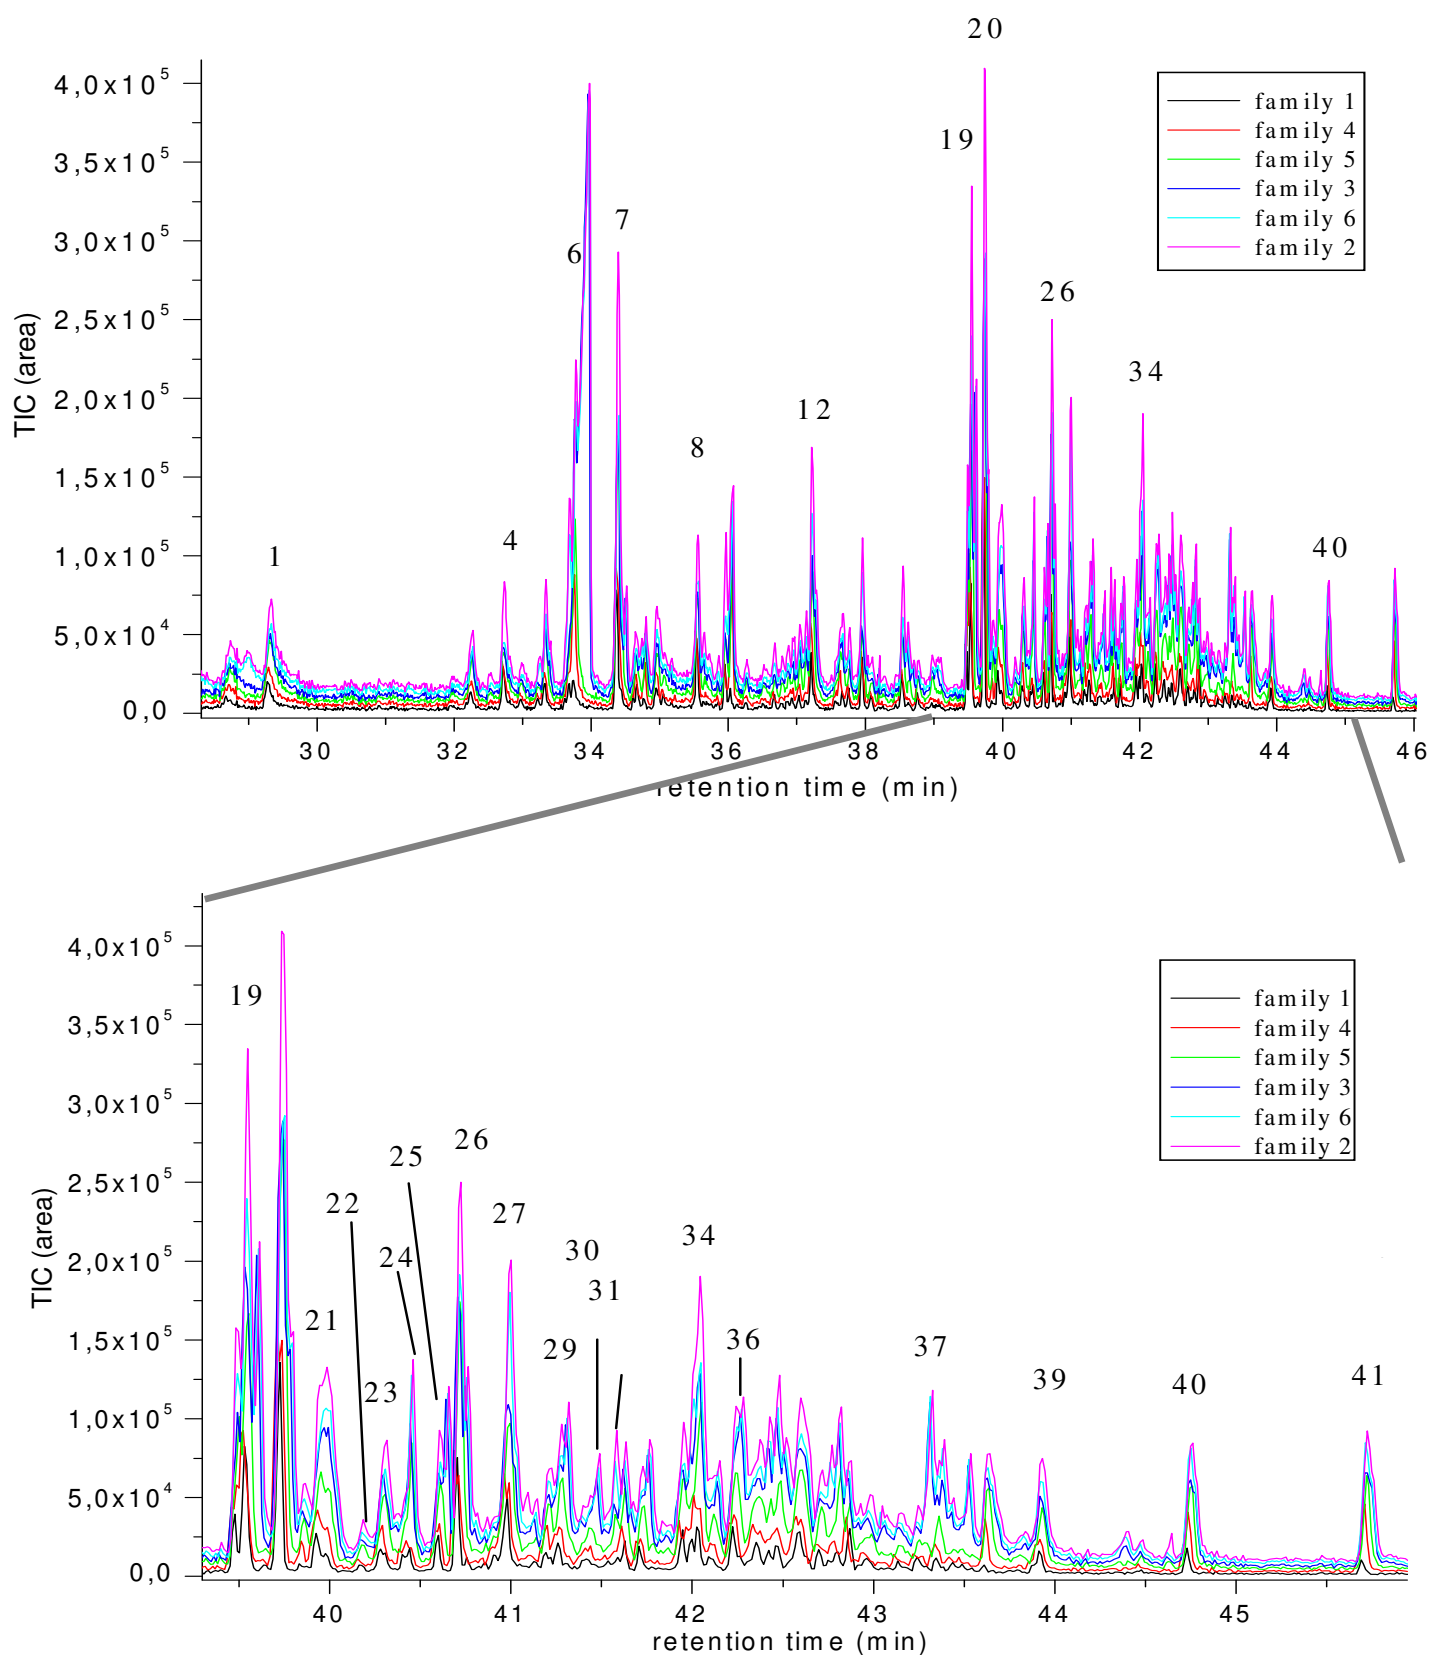 20
4,0x10 5
family 1
family 4
19
3,5x10 5
family 5
family 3
family 6
7
3,0x10 5
family 2
6
26
2,5x10 5
TIC (area)
34
2,0x10 5
12
8
1,5x10 5
4
40
1
1,0x10 5
5,0x10 4
0,0
30 32 34 36 38 40 42 44 46
retention time (min)
4,0x10 5
family 1
19
family 4
3,5x10 5
family 5
family 3
3,0x10 5
family 6
26
family 2
25
2,5x10 5
22
27
TIC (area)
30
34
2,0x10 5
24
31
21
29
36
37
1,5x10 5
23
39
40
41
1,0x10 5
5,0x10 4
0,0
40 41 42 43 44 45
retention time (min)